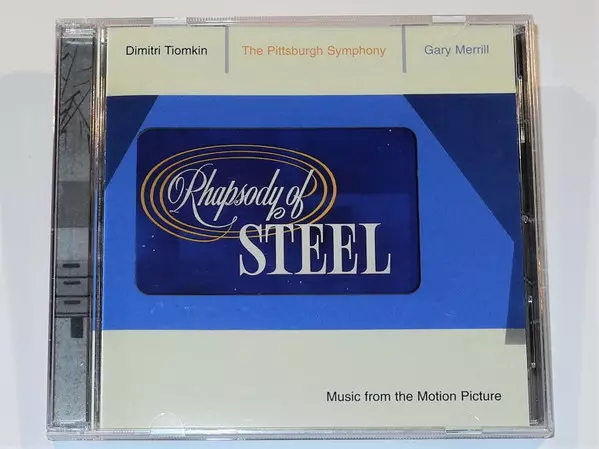 Dimitri Tiomkin
The Pittsburgh Symphony
Gary Merrill
Rhapsody of
STEEL
Music from the Motion Picture